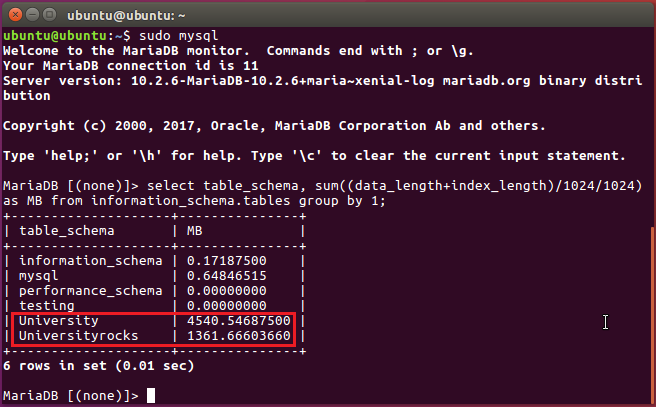 ubuntu@ubuntu: ~
ubuntu@ubuntu:~$ sudo mysql
Welcome to the MariaDB monitor.  Commands end with ; or \g.
Your MariaDB connection id is 11
Server version: 10.2.6-MariaDB-10.2.6+maria~xenial-log mariadb.org binary distri
bution

Copyright (c) 2000, 2017, Oracle, MariaDB Corporation Ab and others.

Type 'help;' or '\h' for help. Type '\c' to clear the current input statement.

MariaDB [(none)]> select table_schema, sum((data_length+index_length)/1024/1024)
as MB from information_schema.tables group by 1;
+--------------------+---------------+
| table_schema       | MB            |
+--------------------+---------------+
| information_schema | 0.17187500    |
| mysql              | 0.64846515    |
| performance_schema | 0.00000000    |
| testing            | 0.00000000    |
| University         | 4540.54687500 |
| Universityrocks    | 1361.66603660 |
+--------------------+---------------+
6 rows in set (0.01 sec)

MariaDB [(none)]>